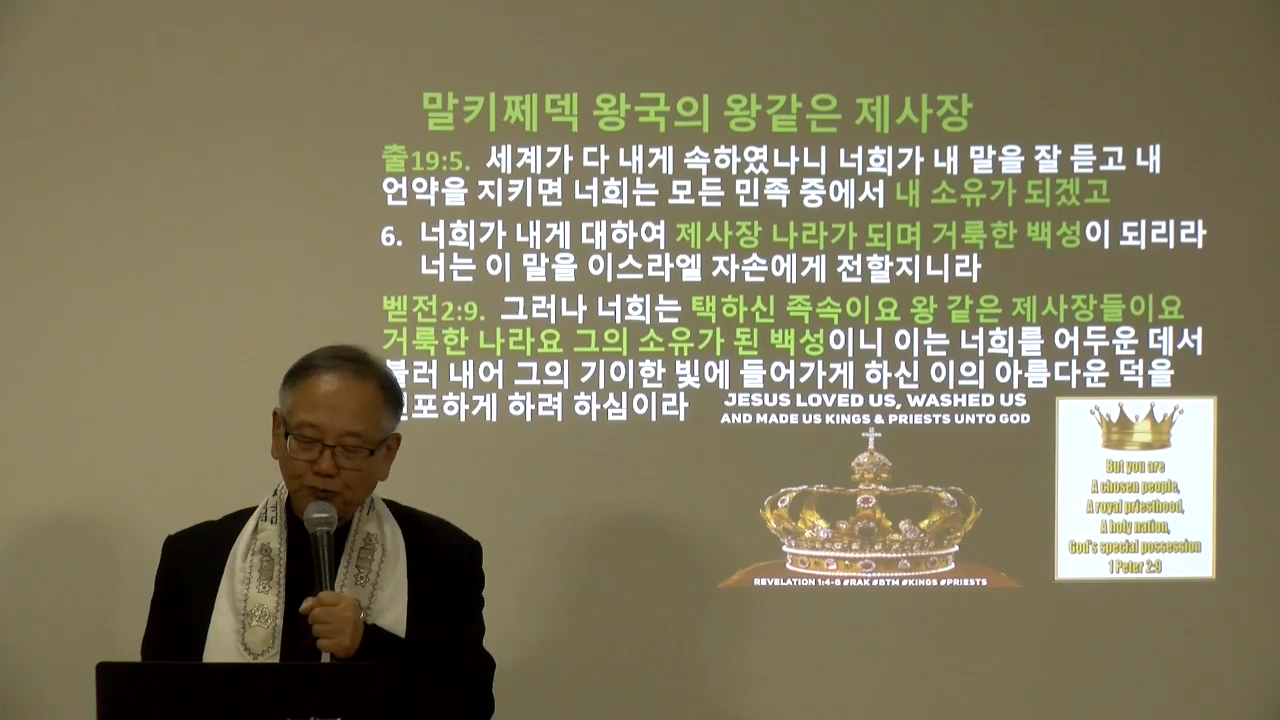 말키쩨덱 왕국의 왕같은 제사장
출19:5. 세계가 다 내게 속하였나니 너희가 내 말을 잘 듣고 내
언약을 지키면 너희는 모든 민족 중에서 내 소유가 되겠고
6. 너희가 내게 대하여 제사장 나라가 되며 거룩한 백성이 되리라
너는 이 말을 이스라엘 자손에게 전할지니라
벧전2:9. 그러나 너희는 택하신 족속이요 왕 같은 제사장들이요
거룩한 나라요 그의 소유가 된 백성이니 이는 너희를 어두운 데서
불러 내어 그의 기이한 빛에 들어가게 하신 이의 아름다운 덕을
하려 하심이라
JESUS LOVED US, WASHED US
AND MADE US KINGS & PRIESTS UNTO GOD
REVELATION 1:4-6 #RAK #BTM #KINGS #PRIESTS
But you are
A chosen people,
A royal priesthood,
A holy nation,
God's special possession
1 Peter 2:9